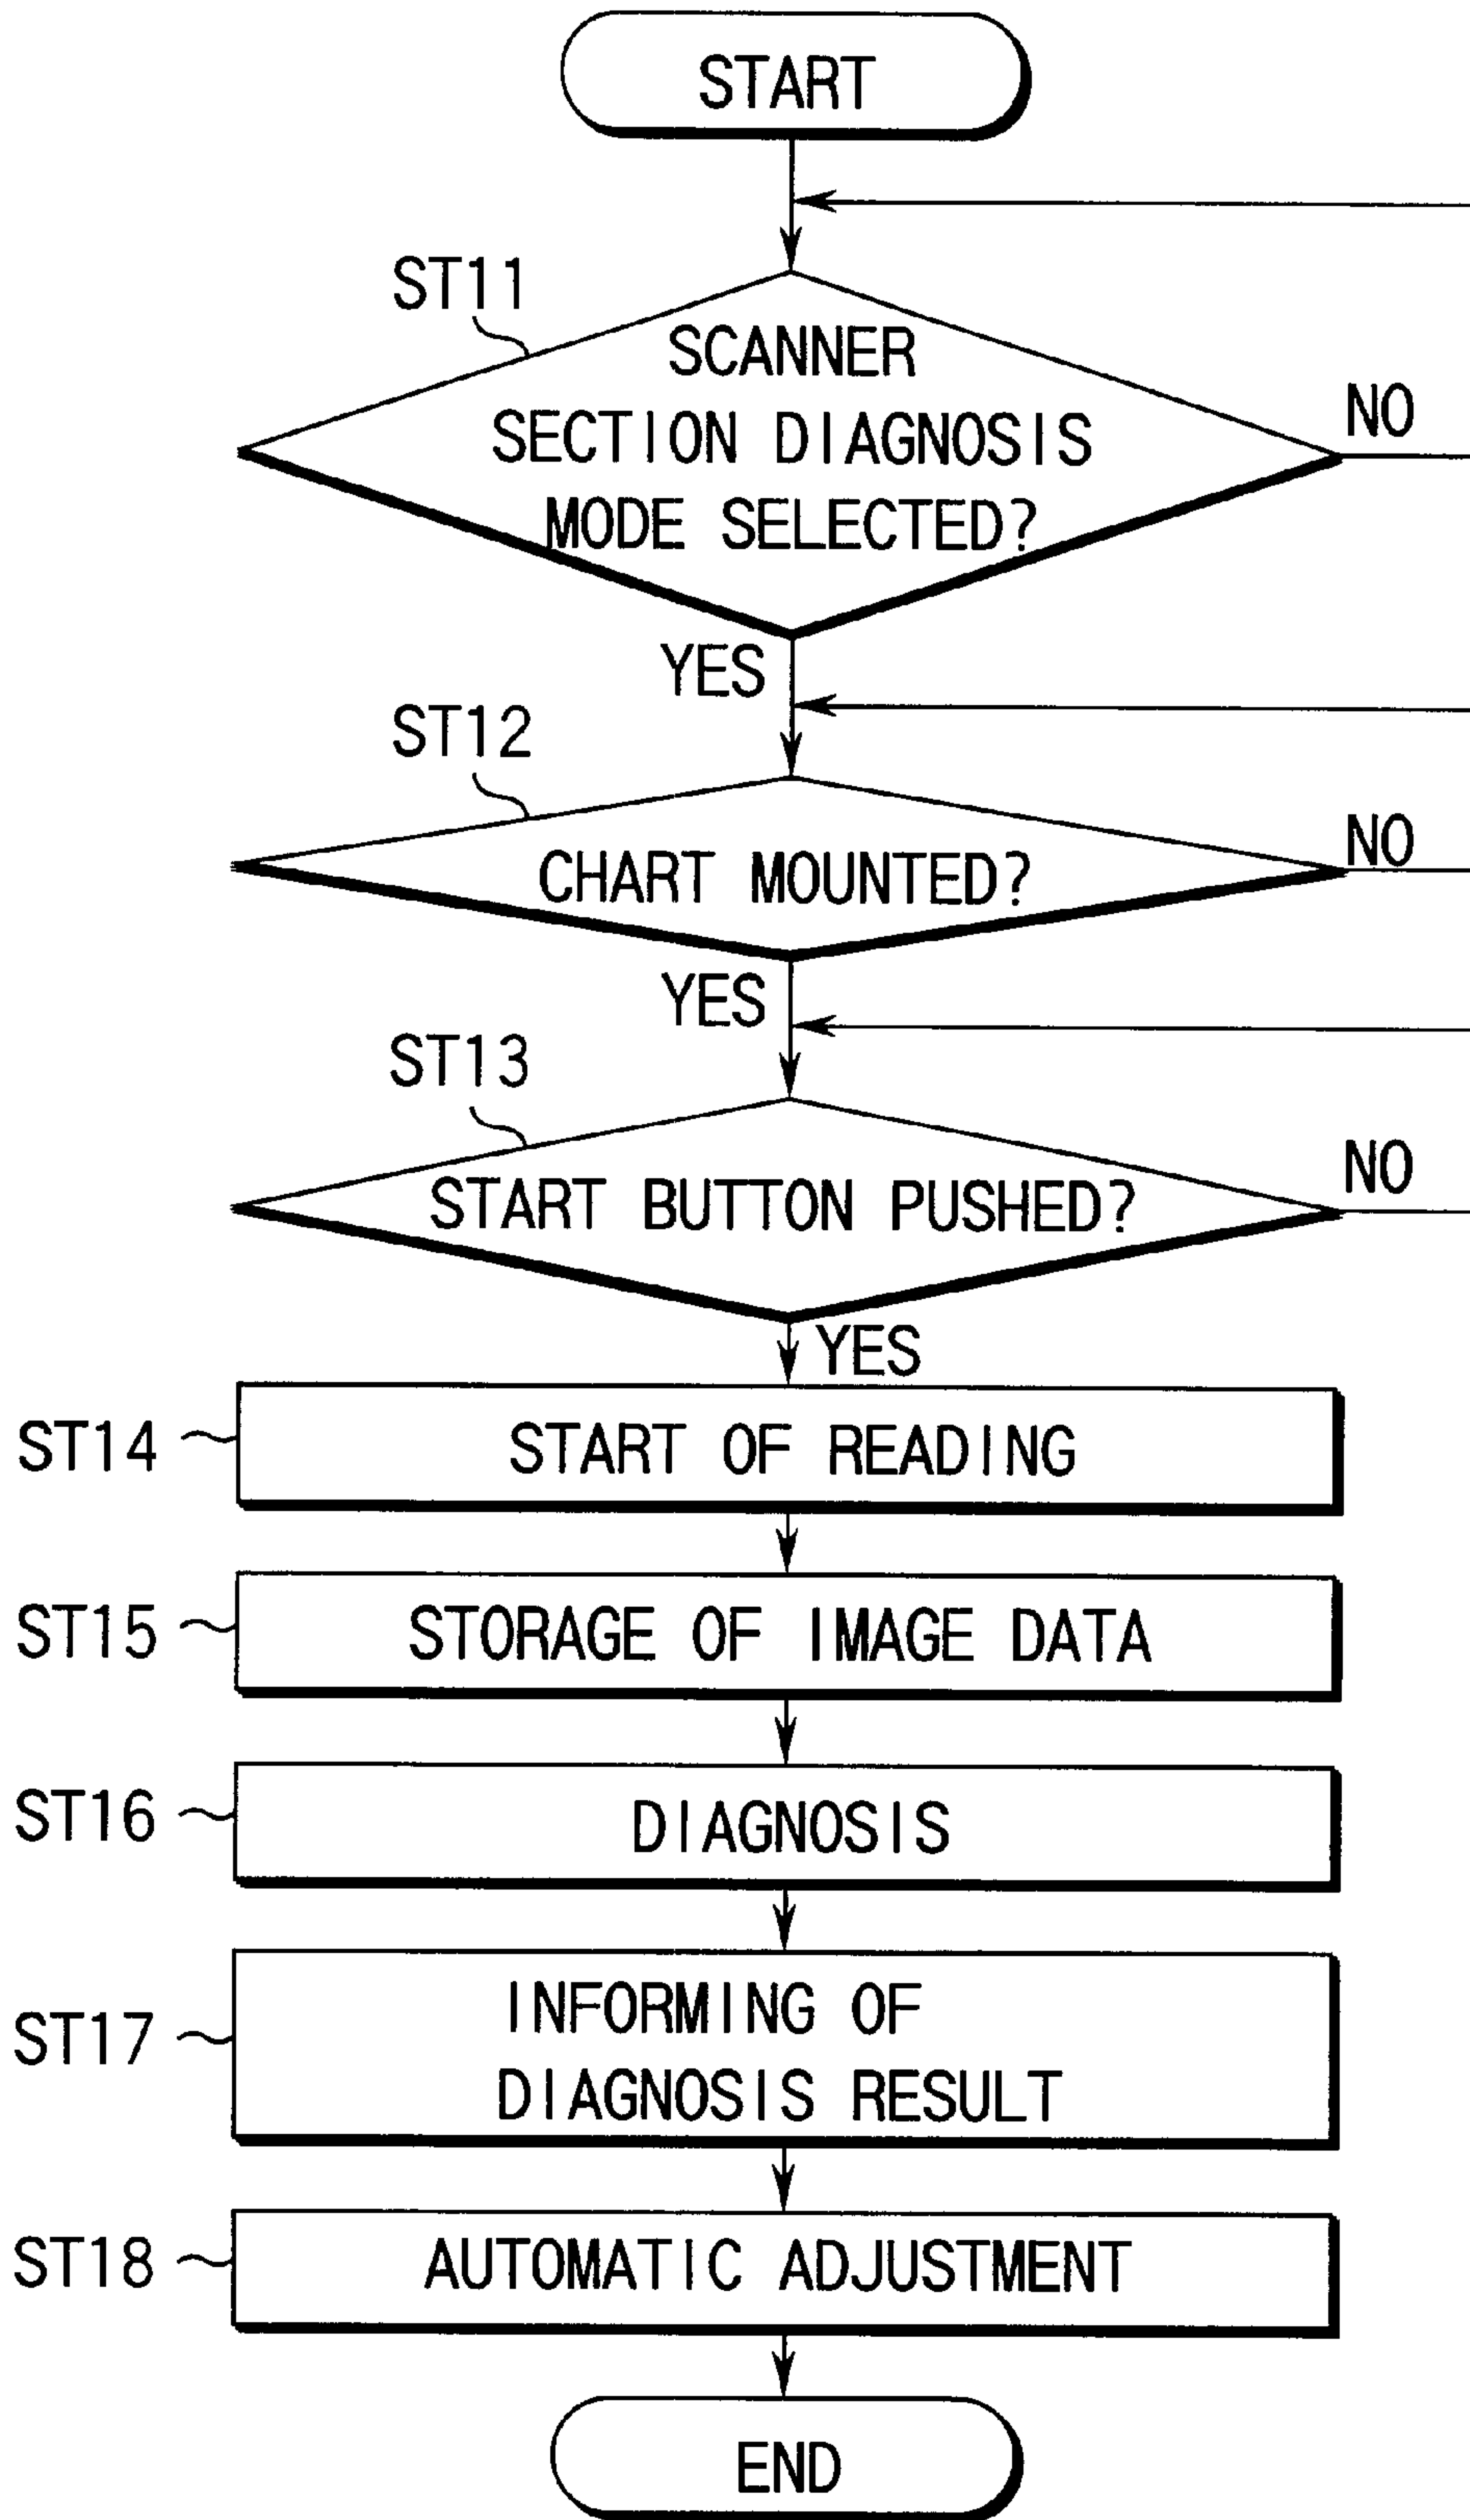 START
ST11
SCANNER
SECTION DIAGNOSIS
MODE SELECTED?
NO
YES
ST12
CHART MOUNTED?
NO
YES
ST13
START BUTTON PUSHED?
NO
YES
ST14
START OF READING
ST15
STORAGE OF IMAGE DATA
ST16
DIAGNOSIS
ST17
INFORMING OF
DIAGNOSIS RESULT
ST18
AUTOMATIC ADJUSTMENT
END